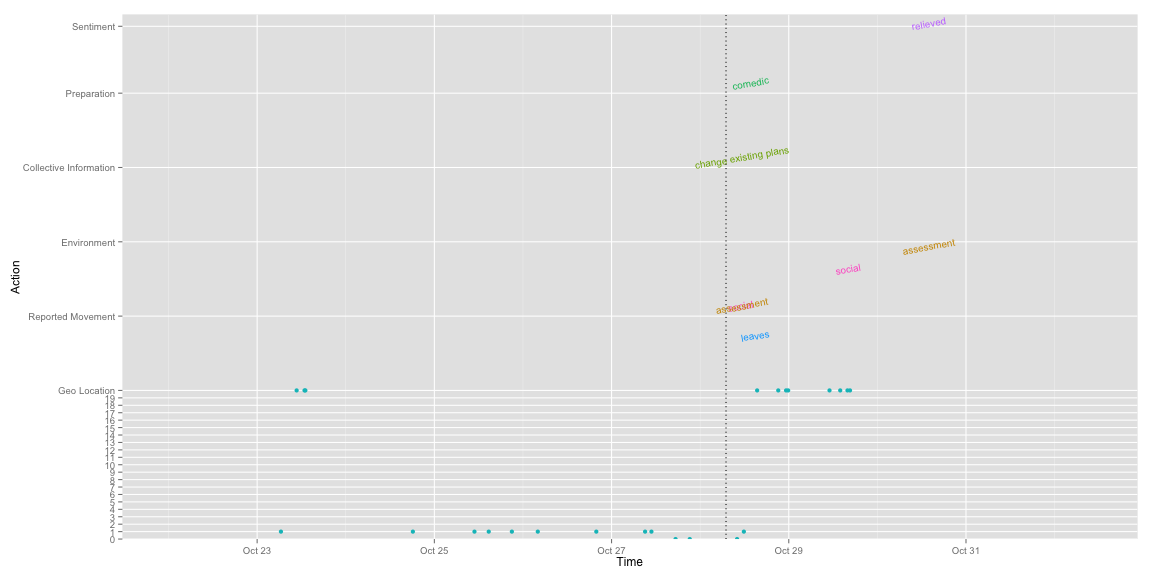 Sentiment
relieved
comedic
Preparation
change existing plans
Collective Information
Environment
assessment
social
assessment
social
Reported Movement
leaves
Geo Location
19
18
17
16
15
14
13
12
11
10
9
8
7
6
5
4
3
2
1
0
Oct 23
Oct 25
Oct 27
Oct 29
Oct 31
Time
Action